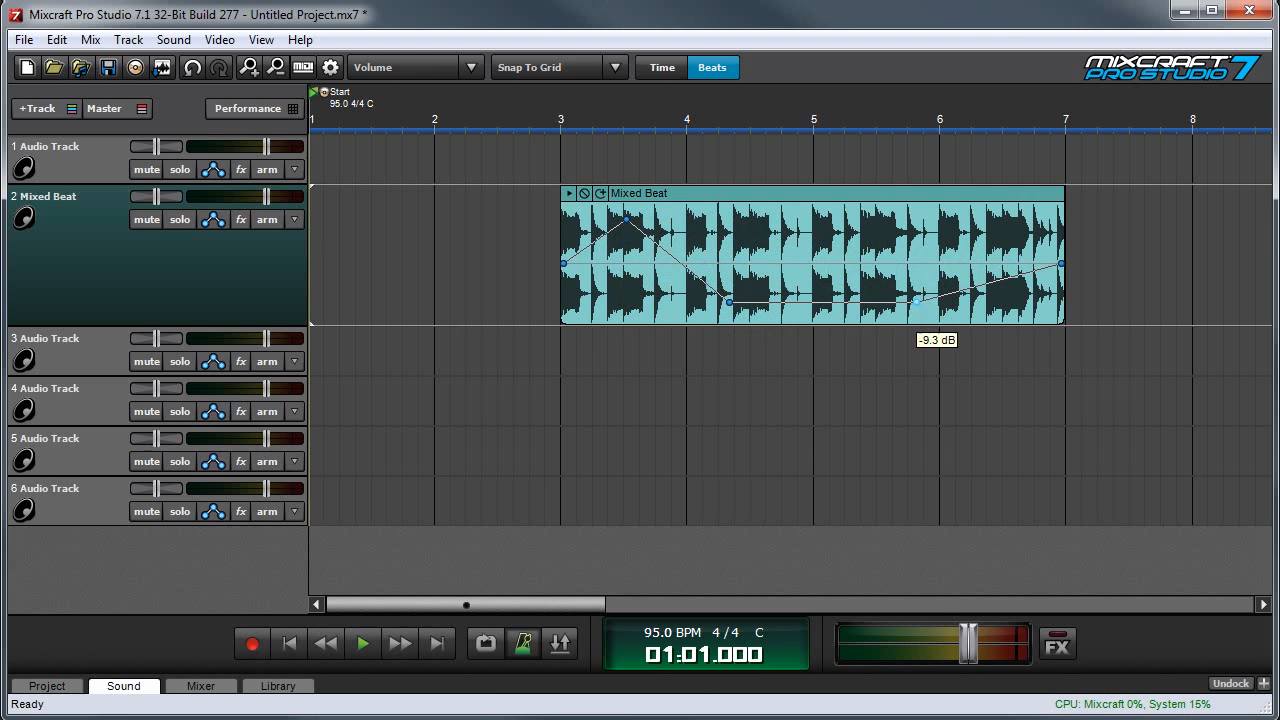 Mixcraft Pro Studio 7.1 32-Bit Build 277 - Untitled Project.mx7 *
File Edit Mix Track Sound Video View Help
Volume Snap To Grid Time Beats MIXCRAFT PRO STUDIO 7
+Track Master Performance
Start
95.0 4/4 C
1 2 3 4 5 6 7 8
1 Audio Track
mute solo fx arm
2 Mixed Beat
mute solo fx arm
Mixed Beat
-9.3 dB
3 Audio Track
mute solo fx arm
4 Audio Track
mute solo fx arm
5 Audio Track
mute solo fx arm
6 Audio Track
mute solo fx arm
95.0 BPM 4 / 4 C
01:01.000
FX
Project Sound Mixer Library Undock
Ready CPU: Mixcraft 0%, System 15%